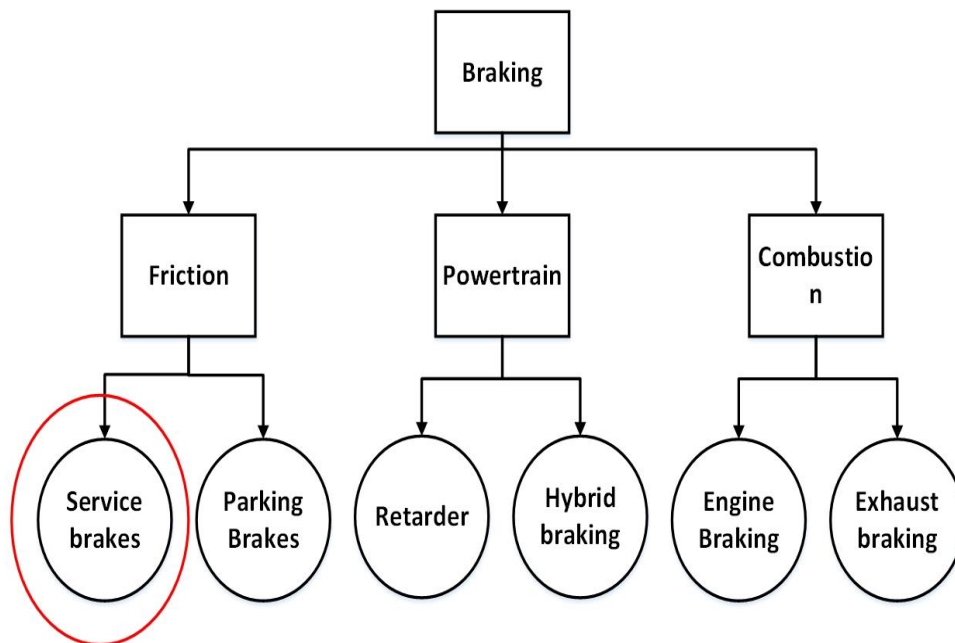 Braking
Friction
Powertrain
Combustio
n
Service
brakes
Parking
Brakes
Retarder
Hybrid
braking
Engine
Braking
Exhaust
braking